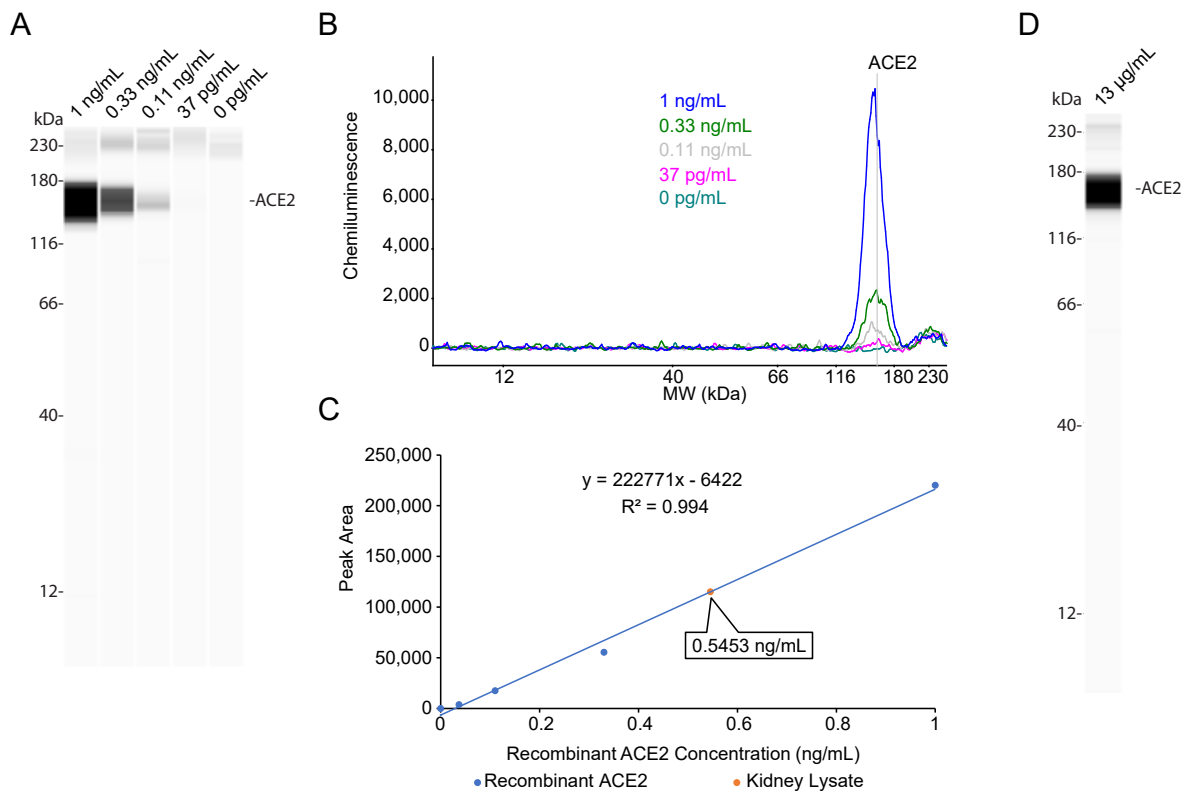 A
1 ng/mL
0.33 ng/mL
0.11 ng/mL
37 pg/mL
0 pg/mL
kDa
230-
180-
116-
66-
40-
12-
-ACE2
B
ACE2
Chemiluminescence
10,000
8,000
6,000
4,000
2,000
0
1 ng/mL
0.33 ng/mL
0.11 ng/mL
37 pg/mL
0 pg/mL
12 40 66 116 180 230
MW (kDa)
C
Peak Area
250,000
200,000
150,000
100,000
50,000
0
y = 222771x - 6422
R² = 0.994
0.5453 ng/mL
0 0.2 0.4 0.6 0.8 1
Recombinant ACE2 Concentration (ng/mL)
Recombinant ACE2 Kidney Lysate
D
13 µg/mL
kDa
230-
180-
116-
66-
40-
12-
-ACE2